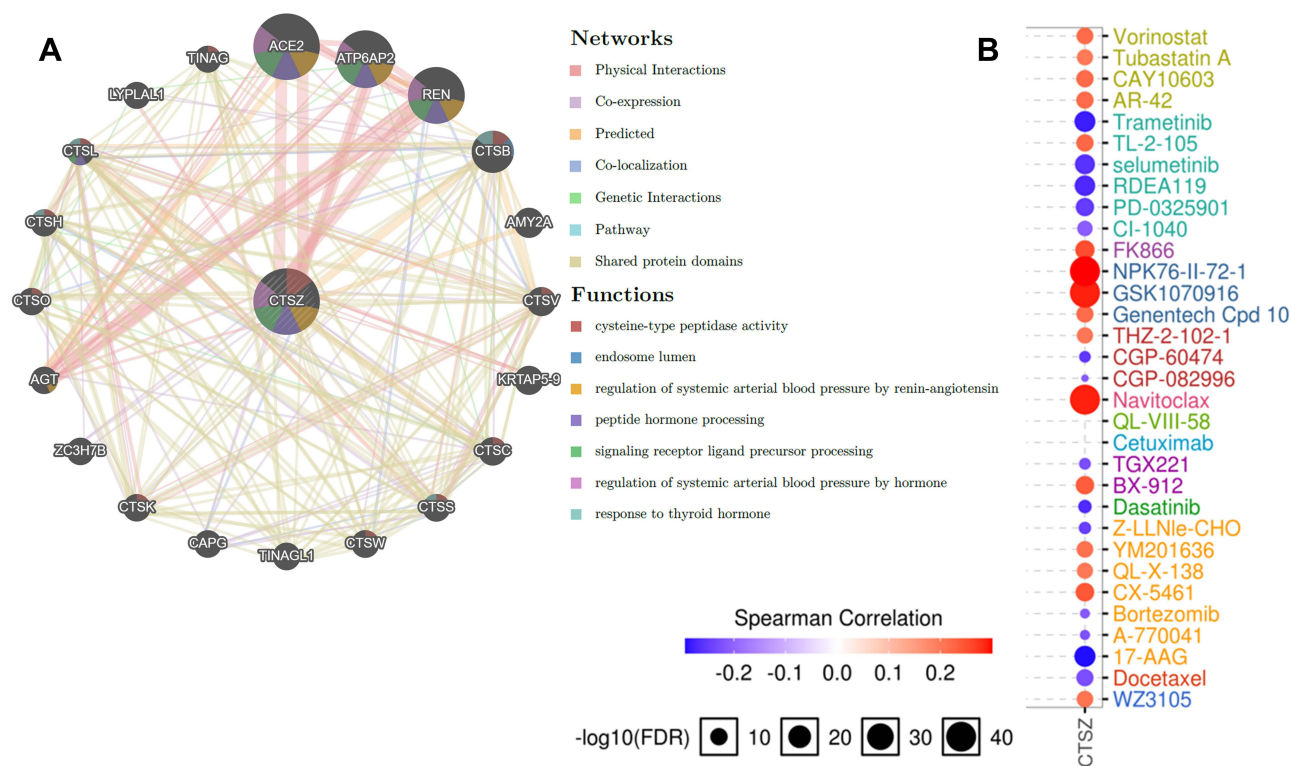 A
ACE2
ATP6AP2
REN
CTSB
AMY2A
CTSV
KRTAP5-9
CTSC
CTSS
CTSW
TINAGL1
CAPG
CTSK
ZC3H7B
AGT
CTSO
CTSH
CTSL
LYPLAL1
TINAG
CTSZ
Networks
Physical Interactions
Co-expression
Predicted
Co-localization
Genetic Interactions
Pathway
Shared protein domains
Functions
cysteine-type peptidase activity
endosome lumen
regulation of systemic arterial blood pressure by renin-angiotensin
peptide hormone processing
signaling receptor ligand precursor processing
regulation of systemic arterial blood pressure by hormone
response to thyroid hormone
Spearman Correlation
-0.2 -0.1 0.0 0.1 0.2
-log10(FDR) 10 20 30 40
B
Vorinostat
Tubastatin A
CAY10603
AR-42
Trametinib
TL-2-105
selumetinib
RDEA119
PD-0325901
CI-1040
FK866
NPK76-II-72-1
GSK1070916
Genentech Cpd 10
THZ-2-102-1
CGP-60474
CGP-082996
Navitoclax
QL-VIII-58
Cetuximab
TGX221
BX-912
Dasatinib
Z-LLNle-CHO
YM201636
QL-X-138
CX-5461
Bortezomib
A-770041
17-AAG
Docetaxel
WZ3105
CTSZ